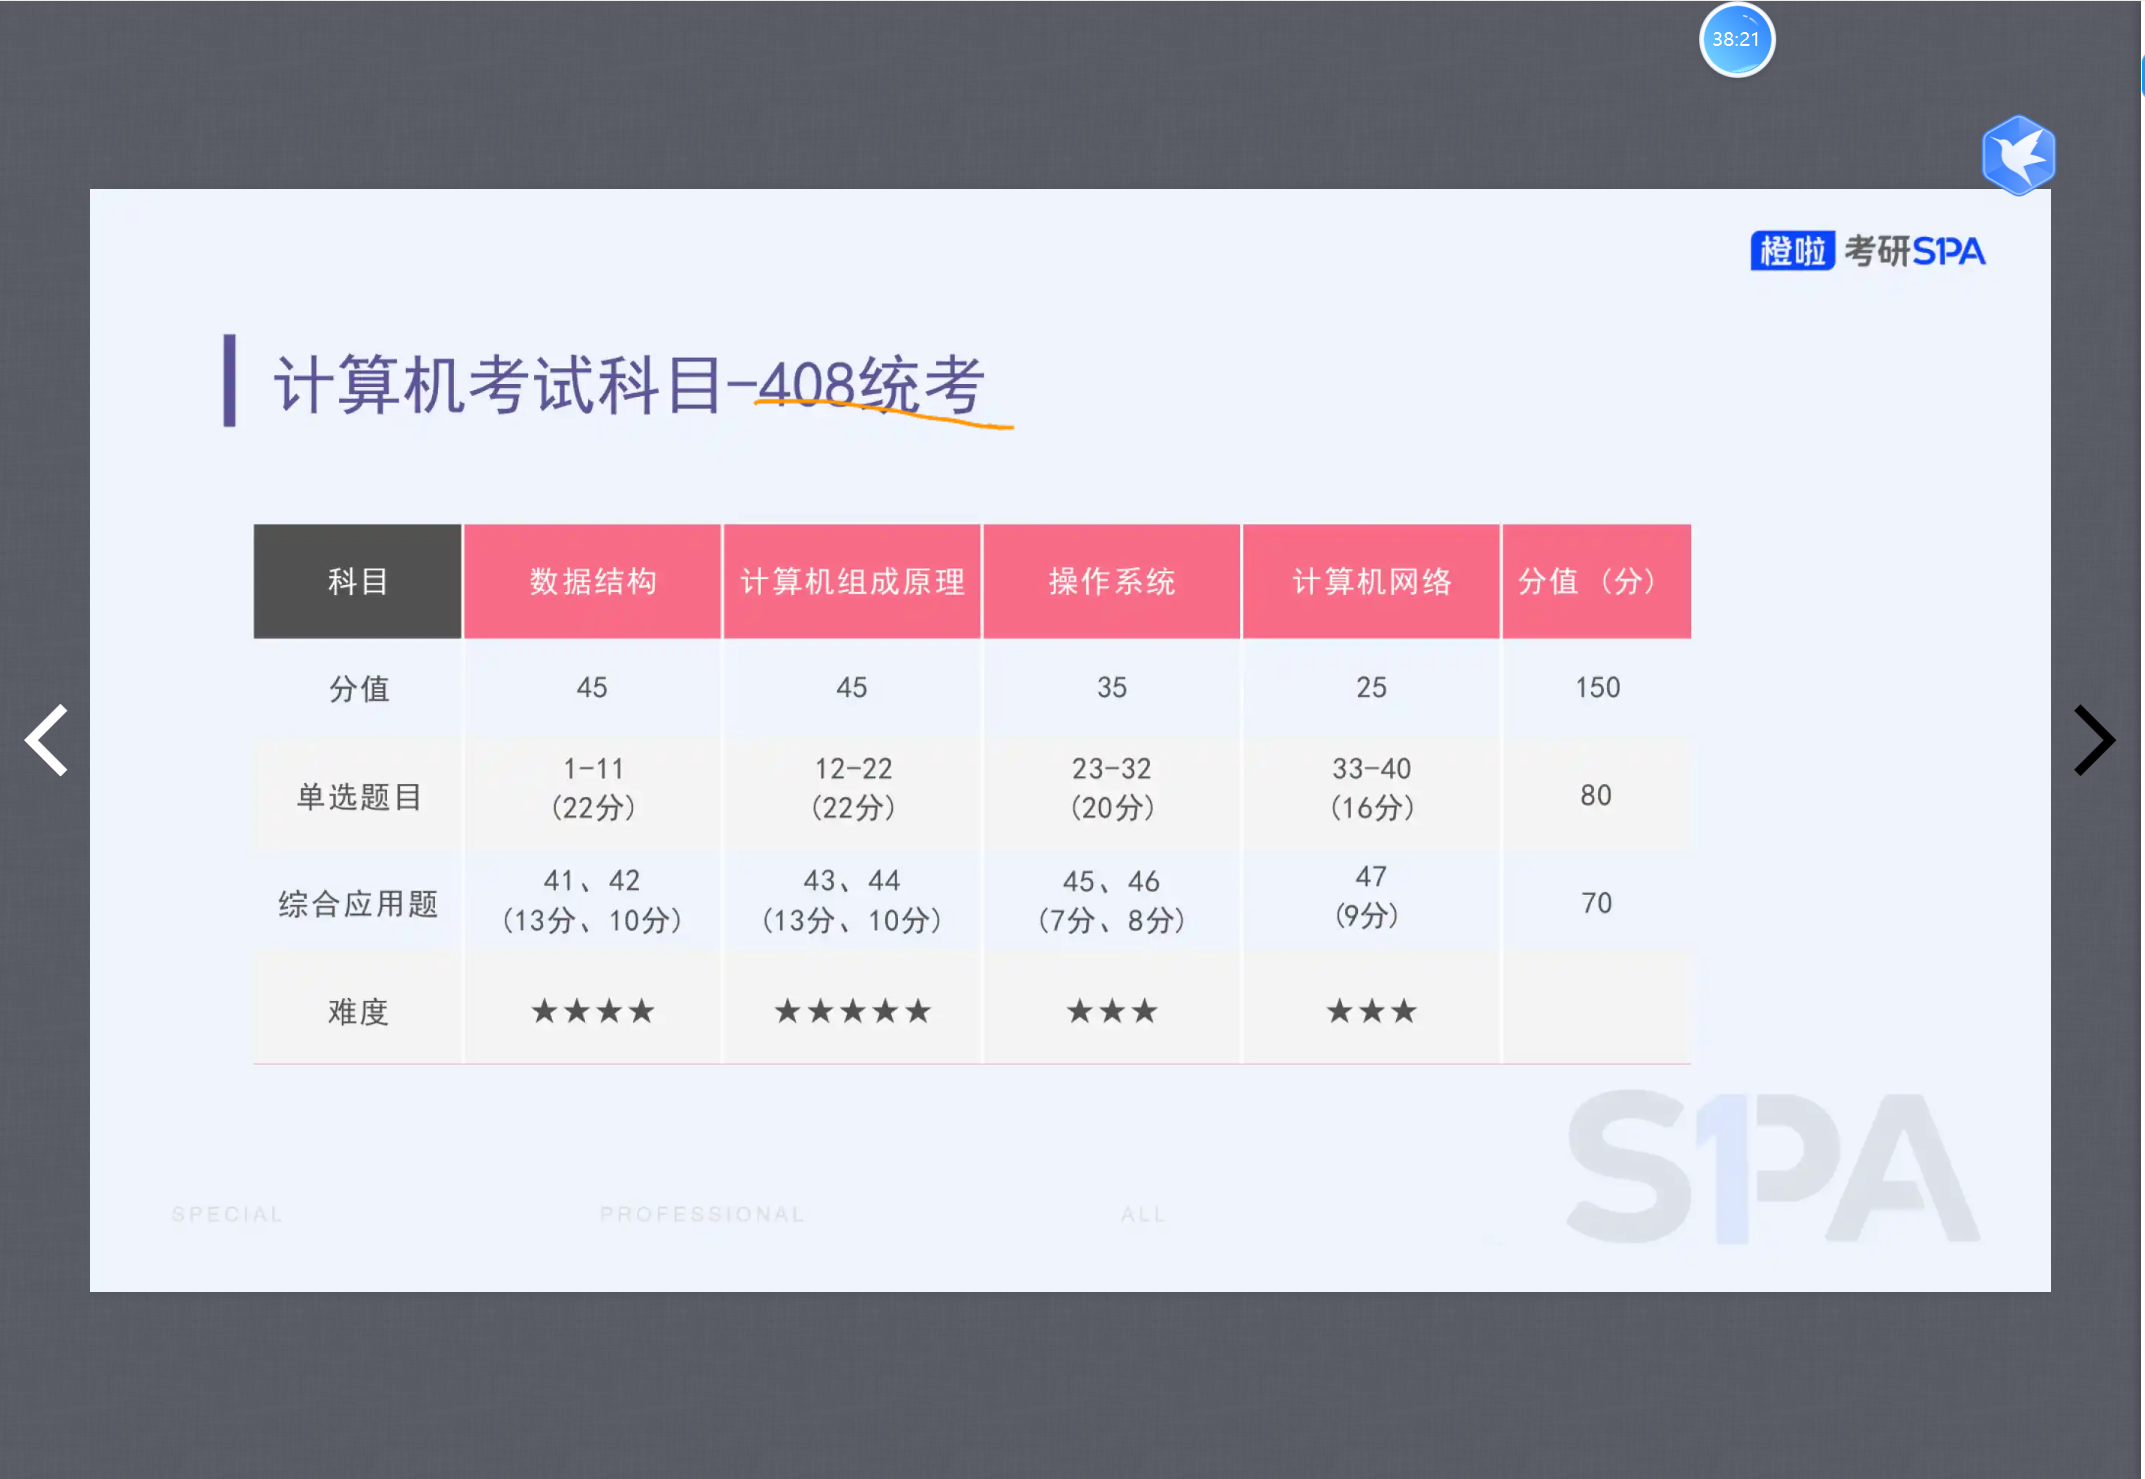 38:21
橙啦 考研S1PA
计算机考试科目-408统考
科目 数据结构 计算机组成原理 操作系统 计算机网络 分值（分）
分值 45 45 35 25 150
单选题目 1-11 (22分) 12-22 (22分) 23-32 (20分) 33-40 (16分) 80
综合应用题 41、42 (13分、10分) 43、44 (13分、10分) 45、46 (7分、8分) 47 (9分) 70
难度 ★★★★ ★★★★★ ★★★ ★★★
S1PA
SPECIAL PROFESSIONAL ALL